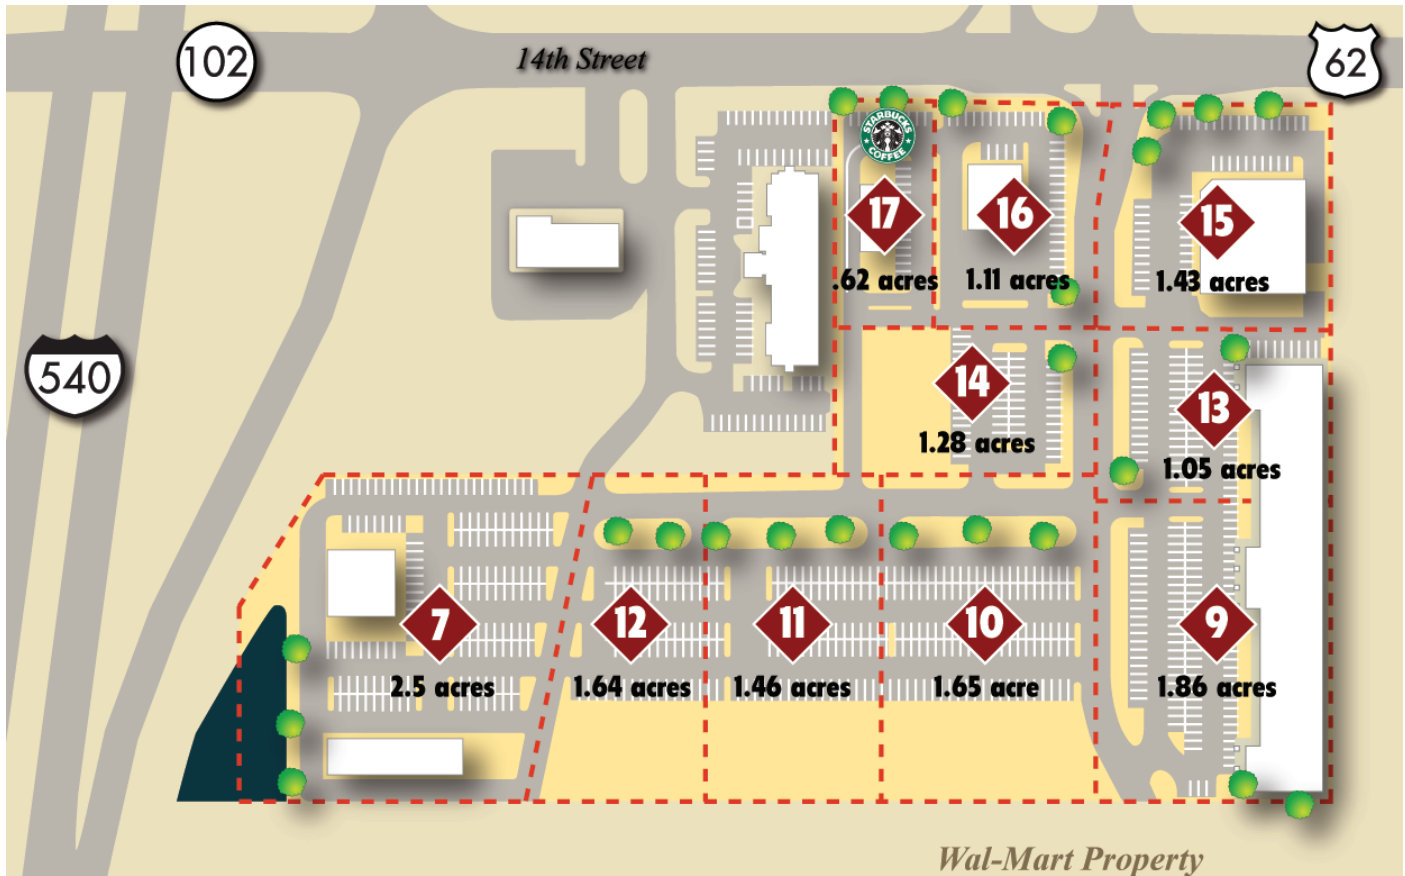 102
14th Street
62
540
STARBUCKS
COFFEE
17
.62 acres
16
1.11 acres
15
1.43 acres
14
1.28 acres
13
1.05 acres
7
2.5 acres
12
1.64 acres
11
1.46 acres
10
1.65 acre
9
1.86 acres
Wal-Mart Property